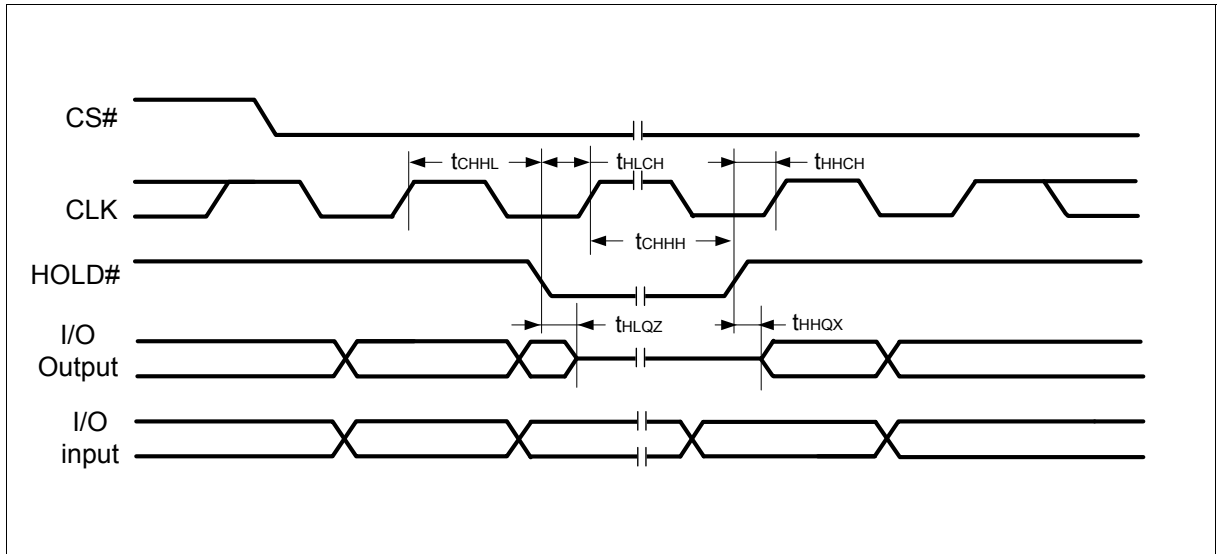 CS#
tCHHL
tHLCH
tHHCH
CLK
tCHHH
HOLD#
tHLQZ
tHHQX
I/O
Output
I/O
input